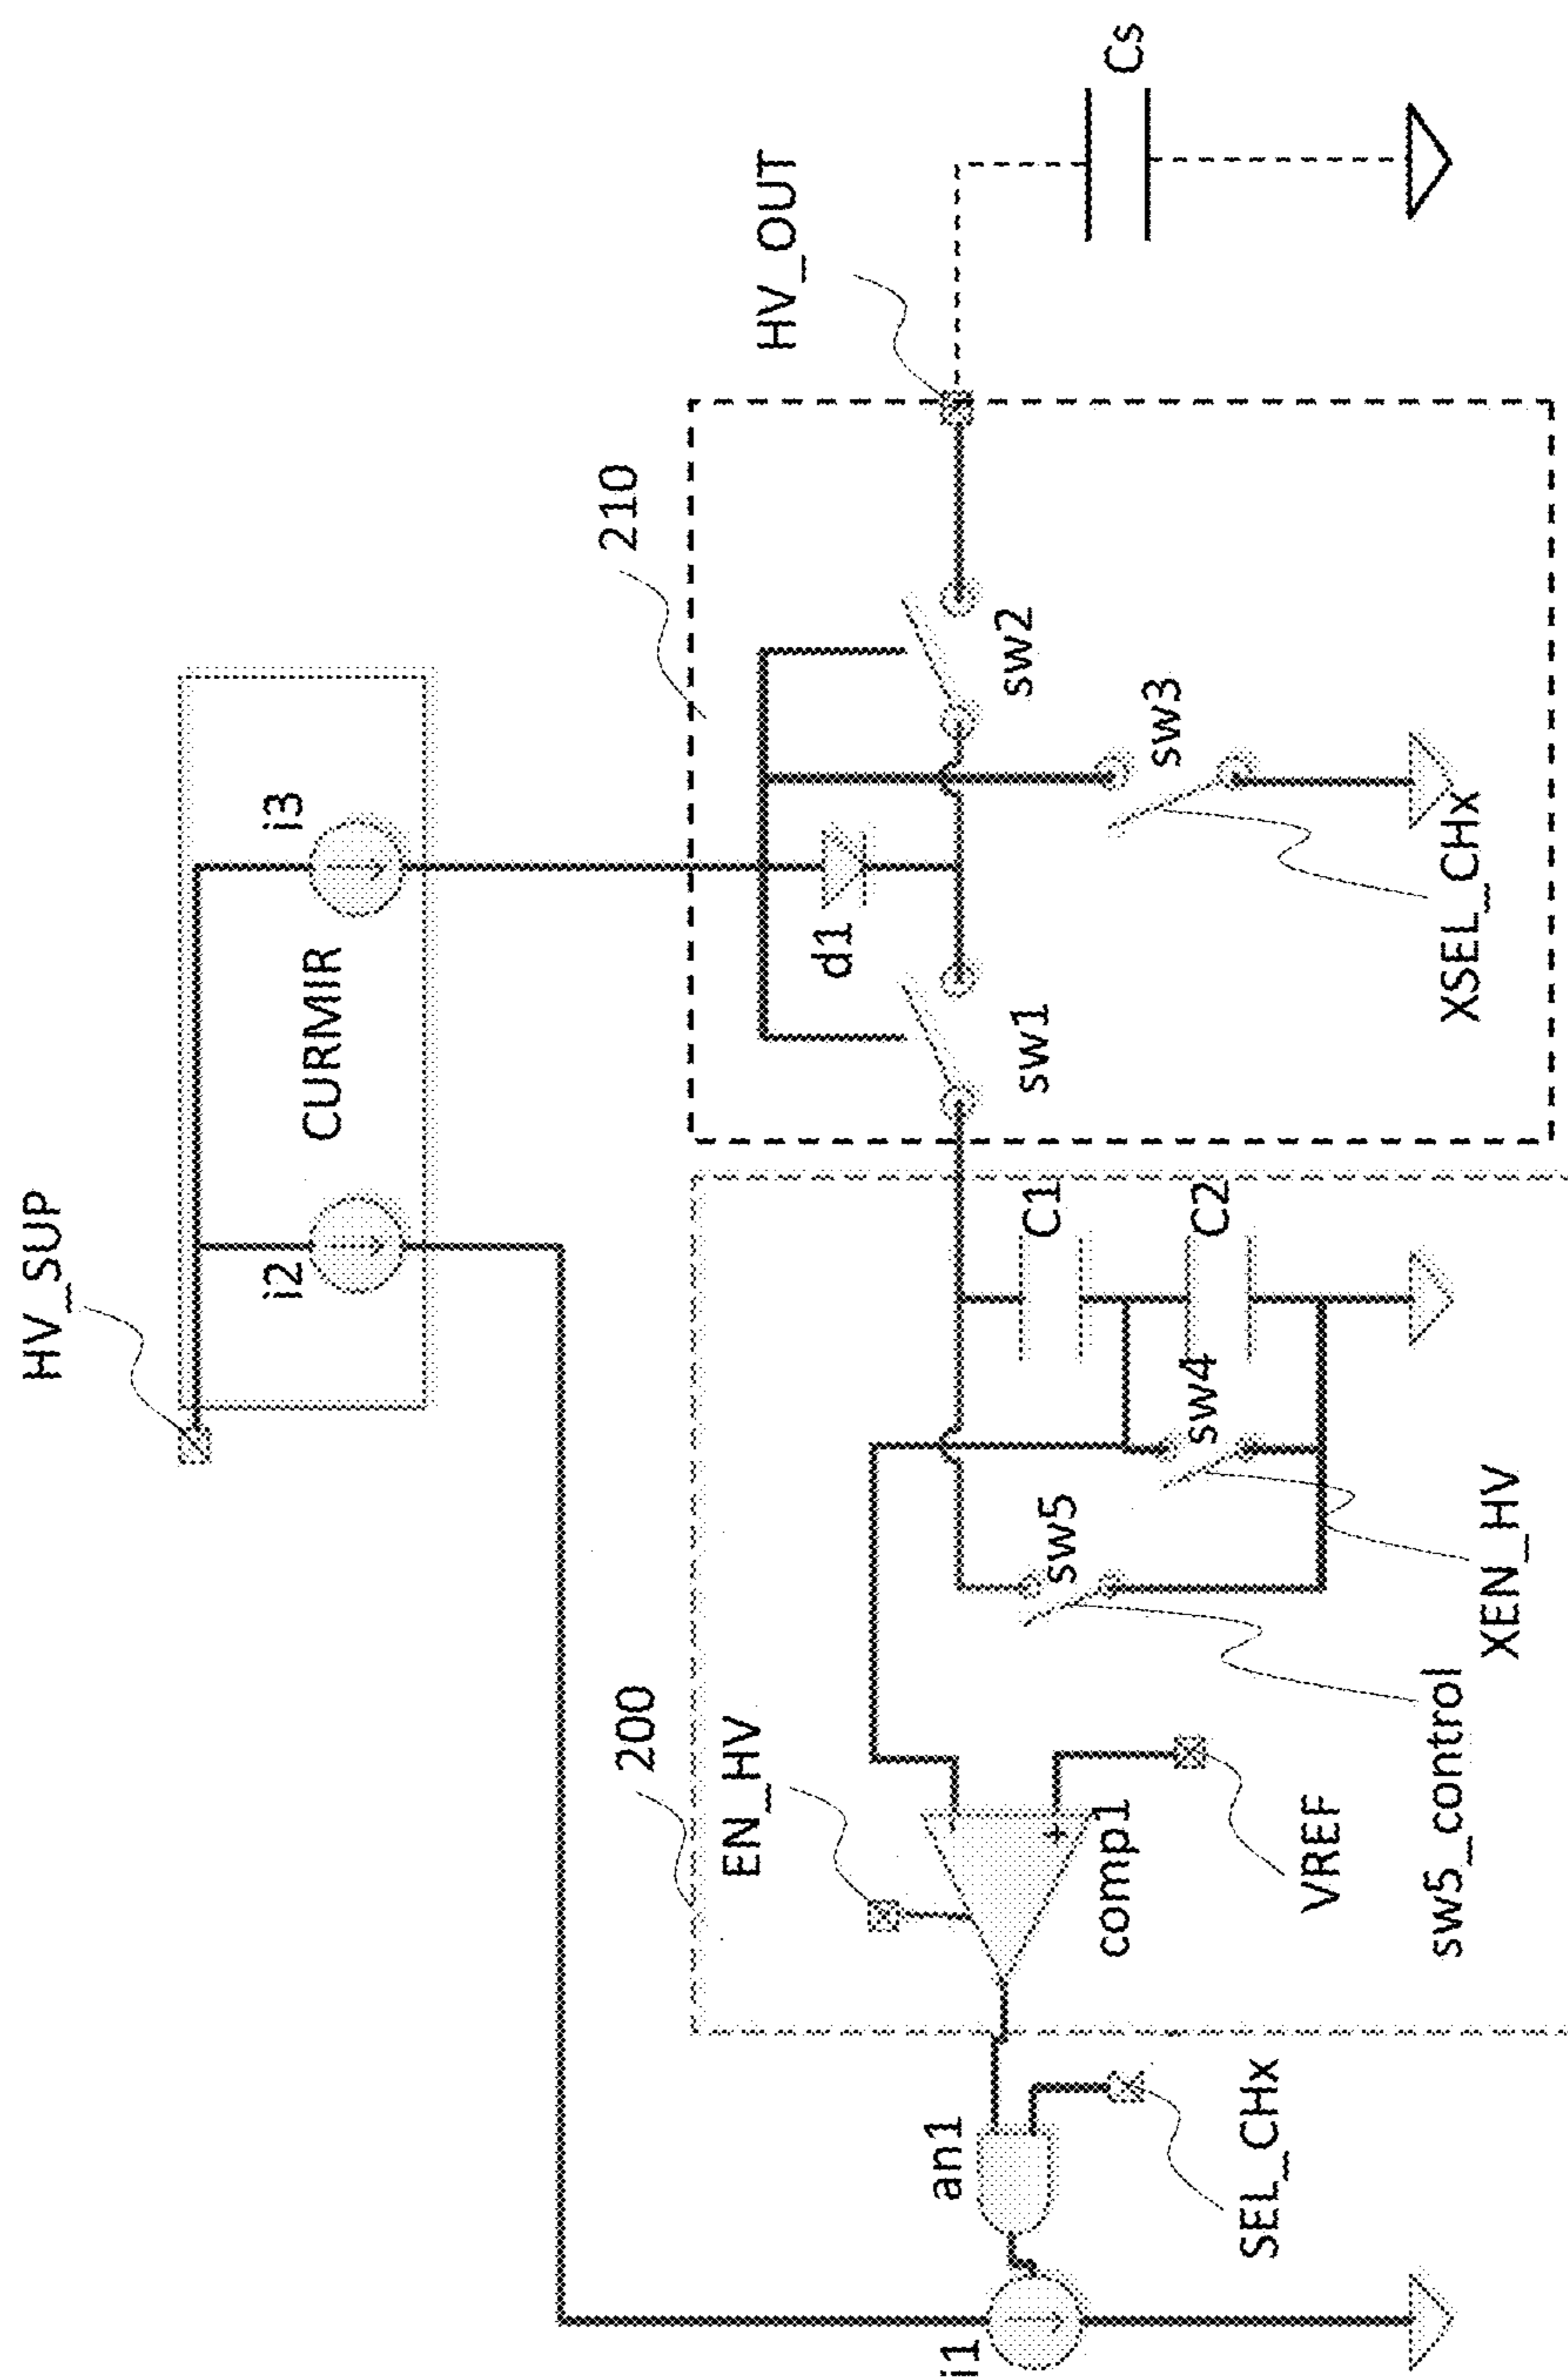 HV_SUP
i2
CURMIR
i3
210
HV_OUT
Cs
200
EN_HV
d1
sw1
sw2
sw3
XSEL_CHx
C1
C2
sw4
sw5
XEN_HV
sw5_control
-
+
comp1
VREF
an1
SEL_CHx
i1